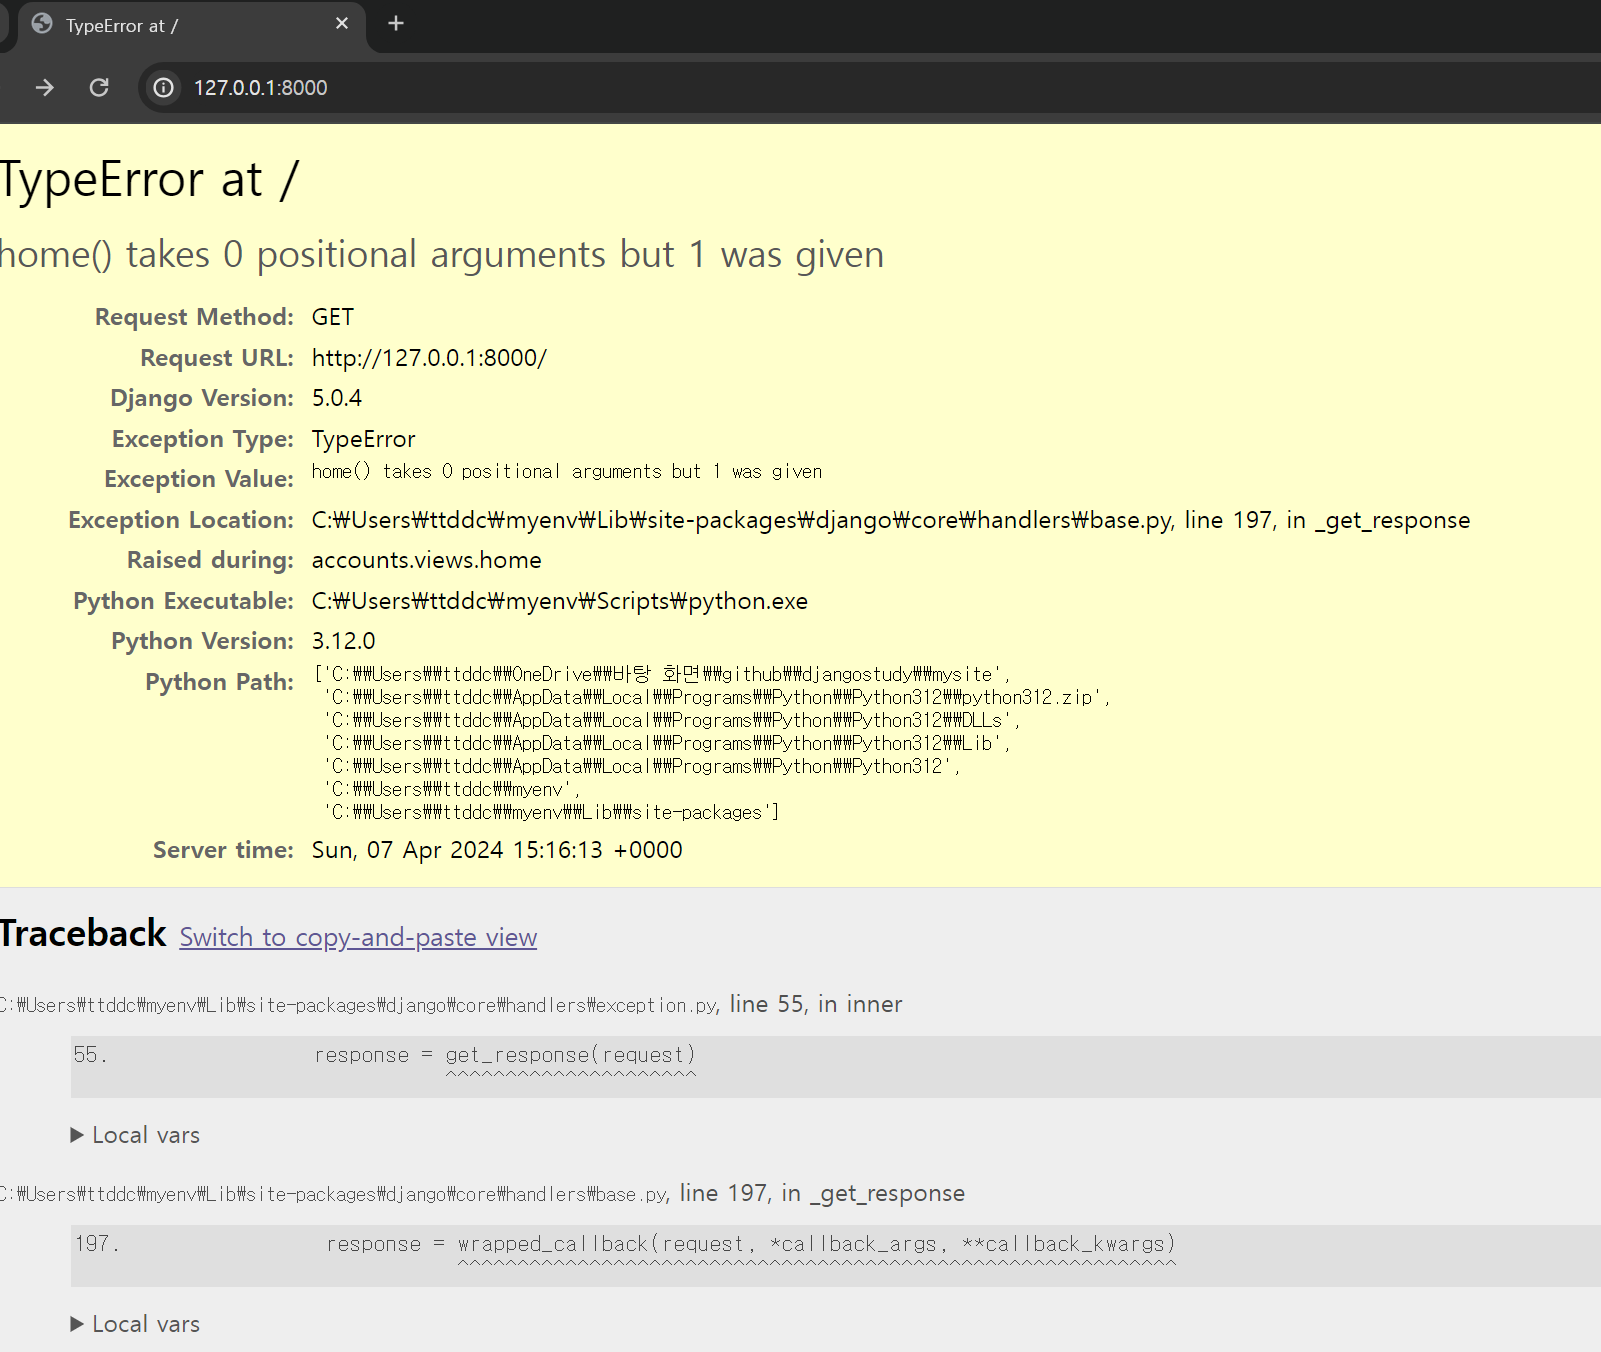 TypeError at /
127.0.0.1:8000
TypeError at /
home() takes 0 positional arguments but 1 was given
Request Method: GET
Request URL: http://127.0.0.1:8000/
Django Version: 5.0.4
Exception Type: TypeError
Exception Value: home() takes 0 positional arguments but 1 was given
Exception Location: C:₩Users₩ttddc₩myenv₩Lib₩site-packages₩django₩core₩handlers₩base.py, line 197, in _get_response
Raised during: accounts.views.home
Python Executable: C:₩Users₩ttddc₩myenv₩Scripts₩python.exe
Python Version: 3.12.0
Python Path: ['C:₩₩Users₩₩ttddc₩₩OneDrive₩₩바탕 화면₩₩github₩₩djangostudy₩₩mysite',
'C:₩₩Users₩₩ttddc₩₩AppData₩₩Local₩₩Programs₩₩Python₩₩Python312₩₩python312.zip',
'C:₩₩Users₩₩ttddc₩₩AppData₩₩Local₩₩Programs₩₩Python₩₩Python312₩₩DLLs',
'C:₩₩Users₩₩ttddc₩₩AppData₩₩Local₩₩Programs₩₩Python₩₩Python312₩₩Lib',
'C:₩₩Users₩₩ttddc₩₩AppData₩₩Local₩₩Programs₩₩Python₩₩Python312',
'C:₩₩Users₩₩ttddc₩₩myenv',
'C:₩₩Users₩₩ttddc₩₩myenv₩₩Lib₩₩site-packages']
Server time: Sun, 07 Apr 2024 15:16:13 +0000
Traceback Switch to copy-and-paste view
C:₩Users₩ttddc₩myenv₩Lib₩site-packages₩django₩core₩handlers₩exception.py, line 55, in inner
55. response = get_response(request)
^^^^^^^^^^^^^^^^^^^^^
▶ Local vars
C:₩Users₩ttddc₩myenv₩Lib₩site-packages₩django₩core₩handlers₩base.py, line 197, in _get_response
197. response = wrapped_callback(request, *callback_args, **callback_kwargs)
^^^^^^^^^^^^^^^^^^^^^^^^^^^^^^^^^^^^^^^^^^^^^^^^^^^^^^^^^^^
▶ Local vars